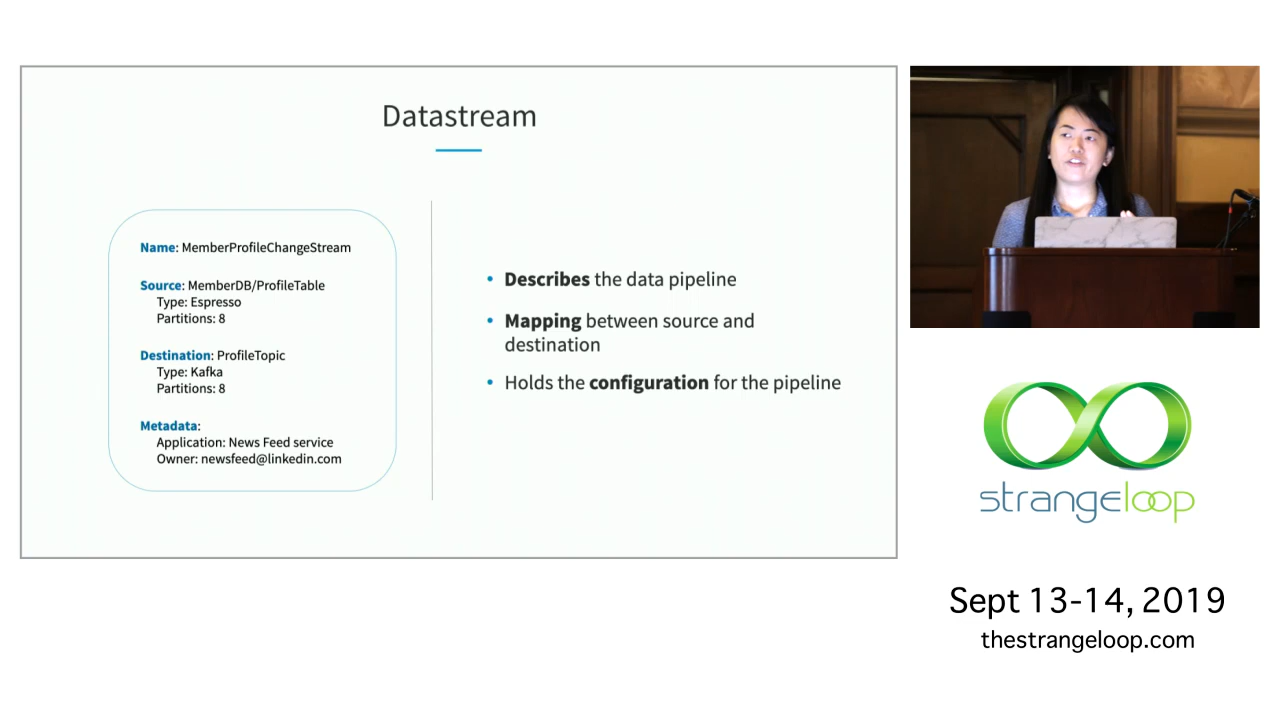 Datastream
Name: MemberProfileChangeStream
Source: MemberDB/ProfileTable
Type: Espresso
Partitions: 8
Destination: ProfileTopic
Type: Kafka
Partitions: 8
Metadata:
Application: News Feed service
Owner: newsfeed@linkedin.com
• Describes the data pipeline
• Mapping between source and
destination
• Holds the configuration for the pipeline
strangeloop
Sept 13-14, 2019
thestrangeloop.com